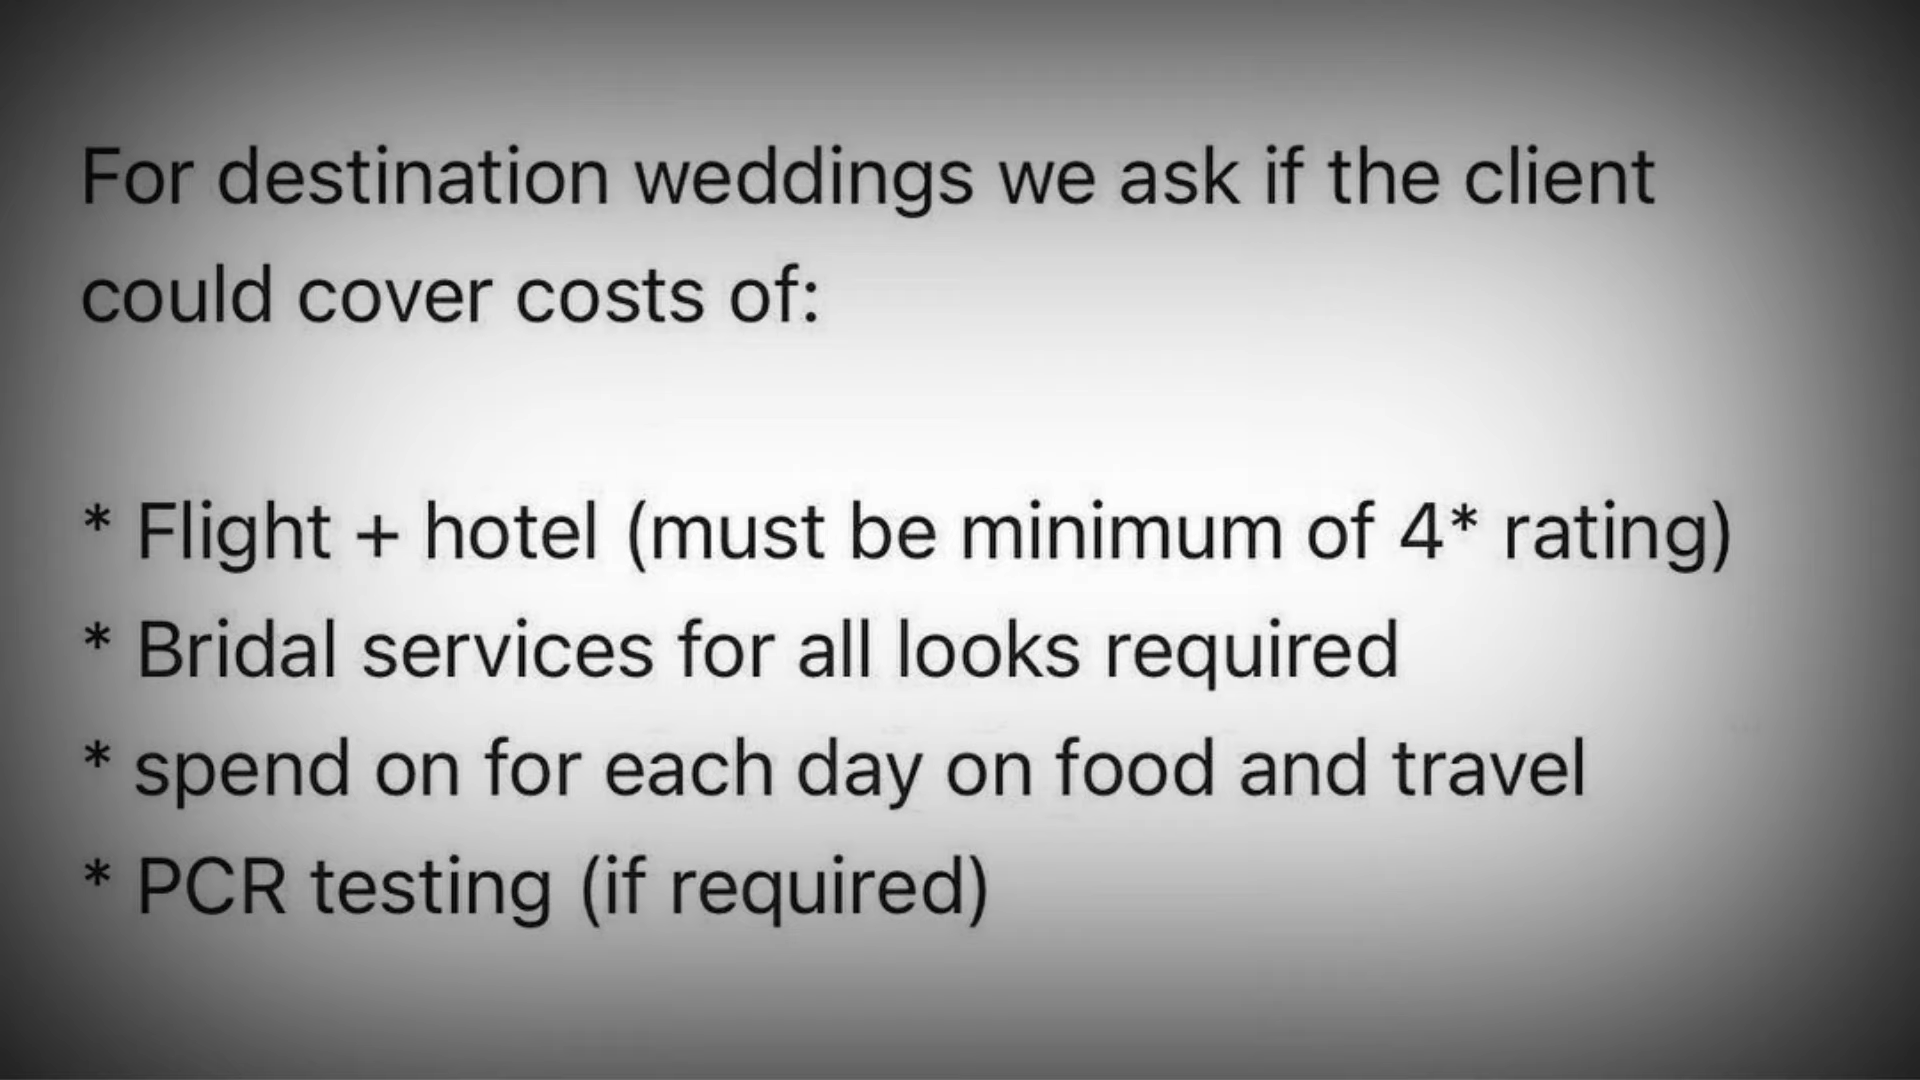 For destination weddings we ask if the client
could cover costs of:
* Flight + hotel (must be minimum of 4* rating)
* Bridal services for all looks required
* spend on for each day on food and travel
* PCR testing (if required)